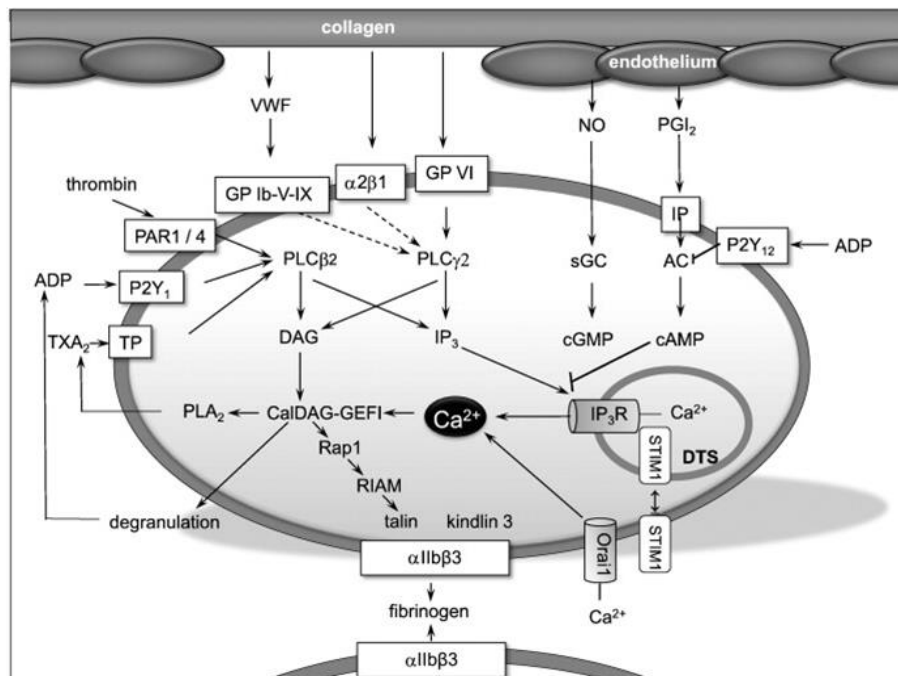 collagen
endothelium
VWF
NO
PGI₂
thrombin
GP Ib-V-IX
α2β1
GP VI
IP
PAR1 / 4
P2Y₁₂
ADP
PLCβ2
PLCγ2
sGC
AC
ADP
P2Y₁
TXA₂
TP
DAG
IP₃
cGMP
cAMP
PLA₂
CalDAG-GEFI
Ca²⁺
IP₃R
Ca²⁺
STIM1
DTS
Rap1
RIAM
degranulation
talin
kindlin 3
Orai1
STIM1
αIIbβ3
fibrinogen
Ca²⁺
αIIbβ3